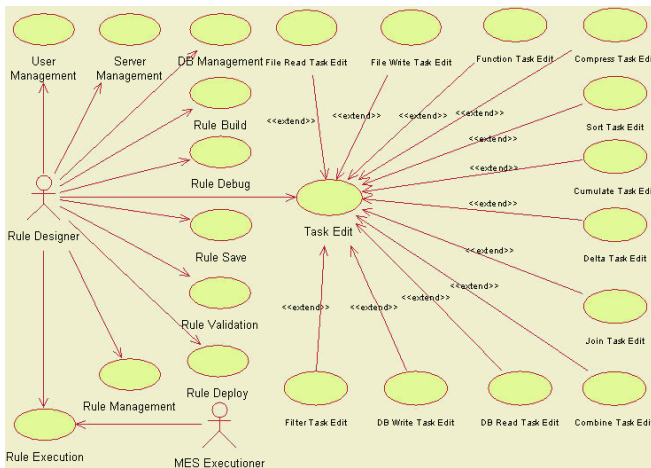 User
Management
Server
Management
DB Management
File Read Task Edit
File Write Task Edit
Function Task Edit
Compress Task Edit
<<extend>>
<<extend>>
<<extend>>
<<extend>>
Rule Build
Sort Task Edit
<<extend>>
Rule Debug
Cumulate Task Edit
<<extend>>
Rule Designer
Task Edit
Rule Save
<<extend>>
Delta Task Edit
<<extend>>
<<extend>>
<<extend>>
<<extend>>
Rule Validation
Join Task Edit
Rule Deploy
Rule Management
Filter Task Edit
DB Write Task Edit
DB Read Task Edit
Combine Task Edit
Rule Execution
MES Executioner